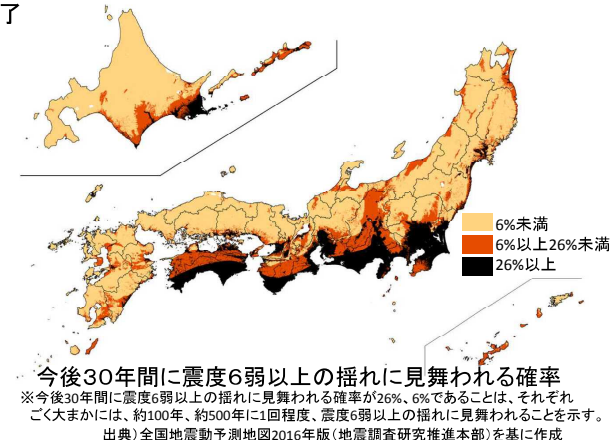 了
6%未満
6%以上26%未満
26%以上
今後30年間に震度6弱以上の揺れに見舞われる確率
※今後30年間に震度6弱以上の揺れに見舞われる確率が26%、6%であることは、それぞれ
ごく大まかには、約100年、約500年に1回程度、震度6弱以上の揺れに見舞われることを示す。
出典)全国地震動予測地図2016年版(地震調査研究推進本部)を基に作成